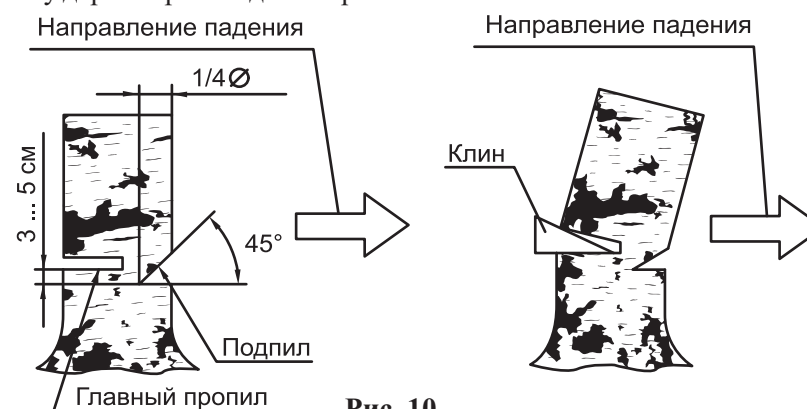 Направление падения
Направление падения
1/4 Ø
Клин
3 ... 5 см
45°
Подпил
Главный пропил
Рис. 10